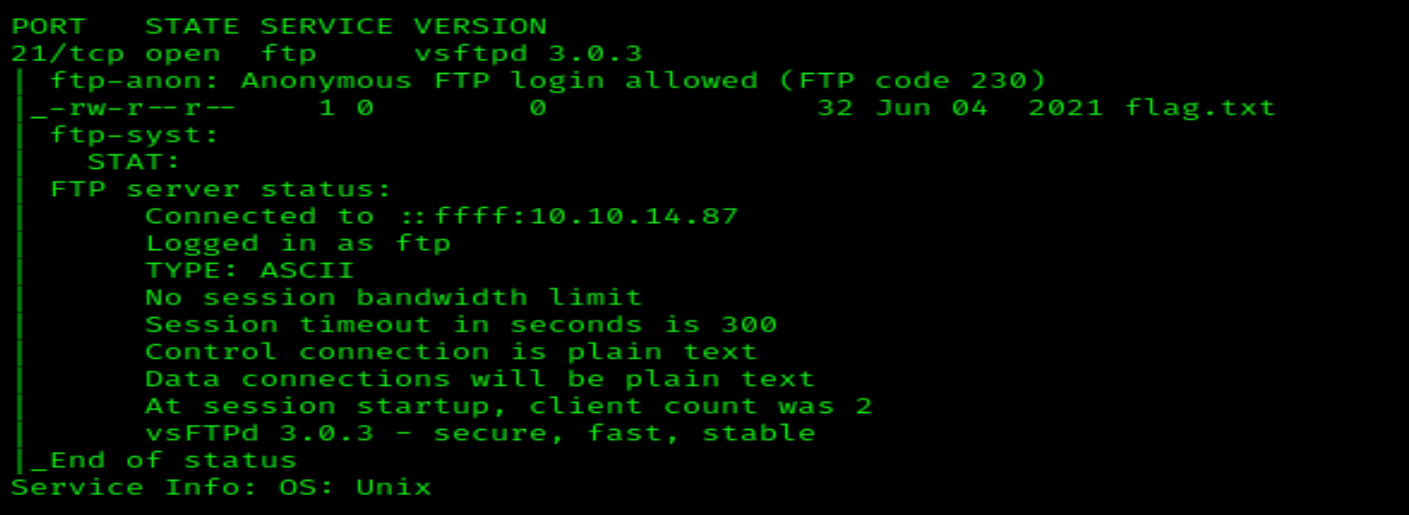 PORT   STATE SERVICE VERSION
21/tcp open  ftp     vsftpd 3.0.3
| ftp-anon: Anonymous FTP login allowed (FTP code 230)
|_-rw-r--r--    1 0        0              32 Jun 04  2021 flag.txt
| ftp-syst:
|   STAT:
| FTP server status:
|      Connected to ::ffff:10.10.14.87
|      Logged in as ftp
|      TYPE: ASCII
|      No session bandwidth limit
|      Session timeout in seconds is 300
|      Control connection is plain text
|      Data connections will be plain text
|      At session startup, client count was 2
|      vsFTPd 3.0.3 - secure, fast, stable
|_End of status
Service Info: OS: Unix